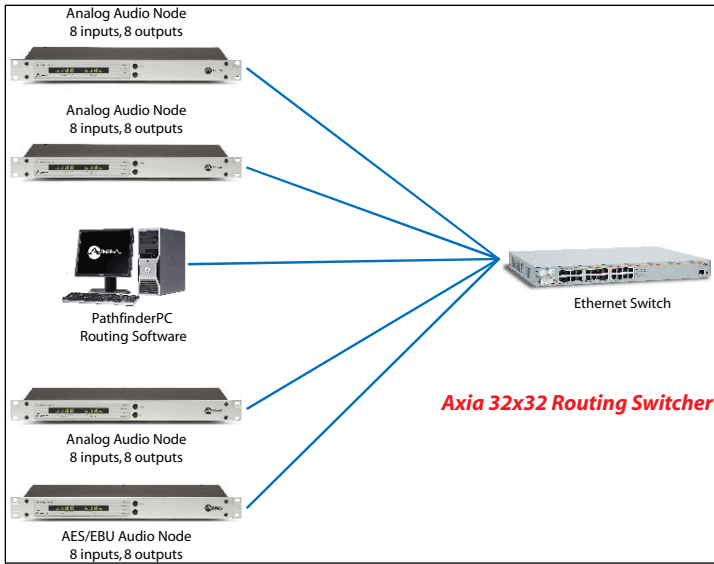 Analog Audio Node
8 inputs, 8 outputs
Analog Audio Node
8 inputs, 8 outputs
PathfinderPC
Routing Software
Ethernet Switch
Axia 32x32 Routing Switcher
Analog Audio Node
8 inputs, 8 outputs
AES/EBU Audio Node
8 inputs, 8 outputs